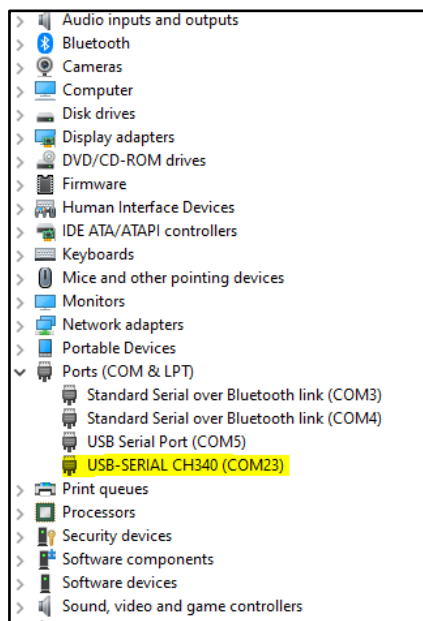 Audio inputs and outputs
Bluetooth
Cameras
Computer
Disk drives
Display adapters
DVD/CD-ROM drives
Firmware
Human Interface Devices
IDE ATA/ATAPI controllers
Keyboards
Mice and other pointing devices
Monitors
Network adapters
Portable Devices
Ports (COM & LPT)
Standard Serial over Bluetooth link (COM3)
Standard Serial over Bluetooth link (COM4)
USB Serial Port (COM5)
USB-SERIAL CH340 (COM23)
Print queues
Processors
Security devices
Software components
Software devices
Sound, video and game controllers